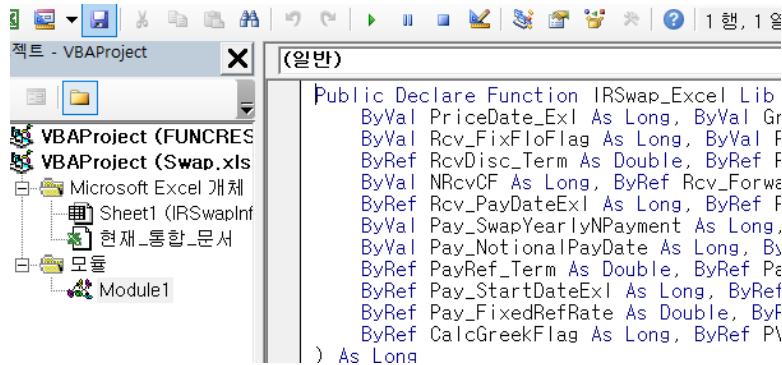 1 행, 1 열
젝트 - VBAProject
(일반)
VBAProject (FUNCRES
VBAProject (Swap.xls
Microsoft Excel 개체
Sheet1 (IRSwapInf
현재_통합_문서
모듈
Module1
Public Declare Function IRSwap_Excel Lib
ByVal PriceDate_Exl As Long, ByVal Gr
ByVal Rcv_FixFloFlag As Long, ByVal
ByRef RcvDisc_Term As Double, ByRef
ByVal NRcvCF As Long, ByRef Rcv_Forwa
ByRef Rcv_PayDateExl As Long, ByRef
ByVal Pay_SwapYearlyNPayment As Long,
ByVal Pay_NotionalPayDate As Long, By
ByRef PayRef_Term As Double, ByRef Pa
ByRef Pay_StartDateExl As Long, ByRef
ByRef Pay_FixedRefRate As Double, ByR
ByRef CalcGreekFlag As Long, ByRef PV
) As Long